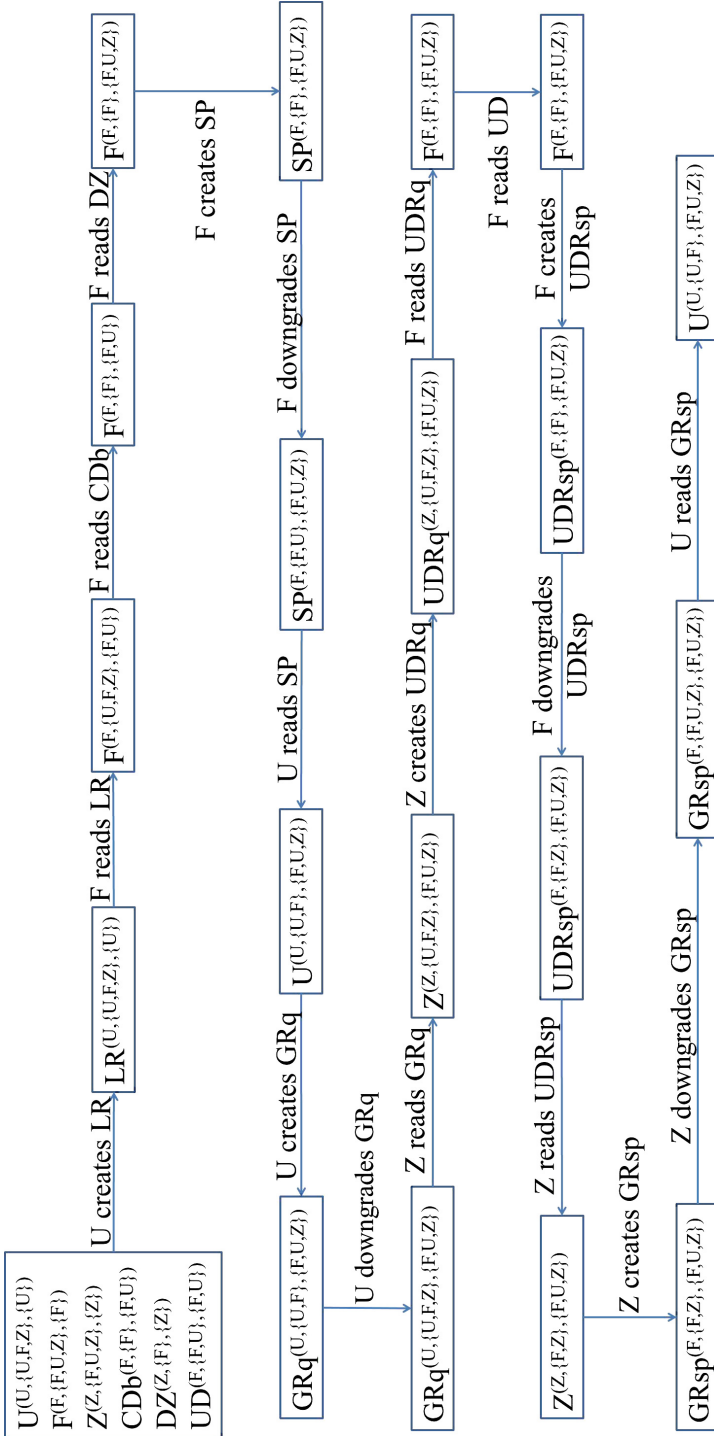 U(U,{U,F,Z},{U})
F(F,{F,U,Z},{F})
Z(Z,{F,U,Z},{Z})
CDb(F,{F},{F,U})
DZ(Z,{F},{Z})
UD(F,{F,U},{F,U})
U creates LR
LR(U,{U,F,Z},{U})
F reads LR
F(F,{U,F,Z},{F,U})
F reads CDb
F(F,{F},{F,U})
F reads DZ
F(F,{F},{F,U,Z})
F creates SP
SP(F,{F},{F,U,Z})
F downgrades SP
SP(F,{F,U},{F,U,Z})
U reads SP
U(U,{U,F},{F,U,Z})
U creates GRq
GRq(U,{U,F},{F,U,Z})
U downgrades GRq
GRq(U,{U,F,Z},{F,U,Z})
Z reads GRq
Z(Z,{U,F,Z},{F,U,Z})
Z creates UDRq
UDRq(Z,{U,F,Z},{F,U,Z})
F reads UDRq
F(F,{F},{F,U,Z})
F reads UD
F(F,{F},{F,U,Z})
F creates
UDRsp
UDRsp(F,{F},{F,U,Z})
F downgrades
UDRsp
UDRsp(F,{F,Z},{F,U,Z})
Z reads UDRsp
Z(Z,{F,Z},{F,U,Z})
Z creates GRsp
GRsp(F,{F,Z},{F,U,Z})
Z downgrades GRsp
GRsp(F,{F,U,Z},{F,U,Z})
U reads GRsp
U(U,{U,F},{F,U,Z})